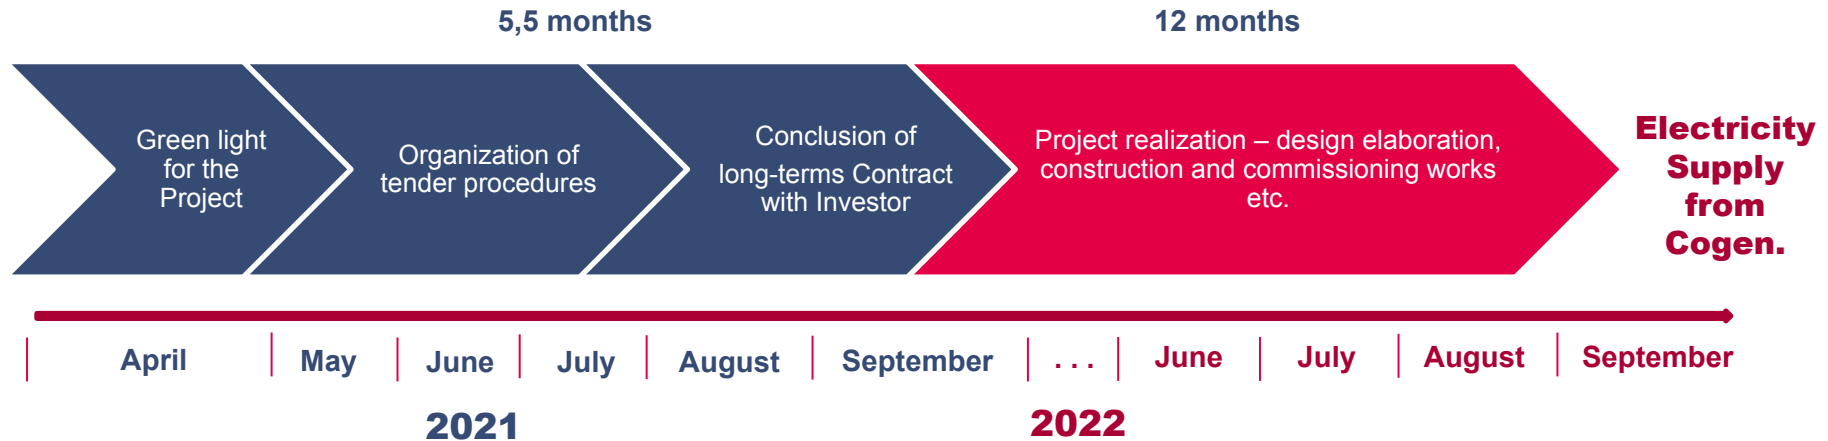 5,5 months
12 months
Green light
for the
Project
Organization of
tender procedures
Conclusion of
long-terms Contract
with Investor
Project realization – design elaboration,
construction and commissioning works
etc.
Electricity
Supply
from
Cogen.
April
May
June
July
August
September
. . .
June
July
August
September
2021
2022